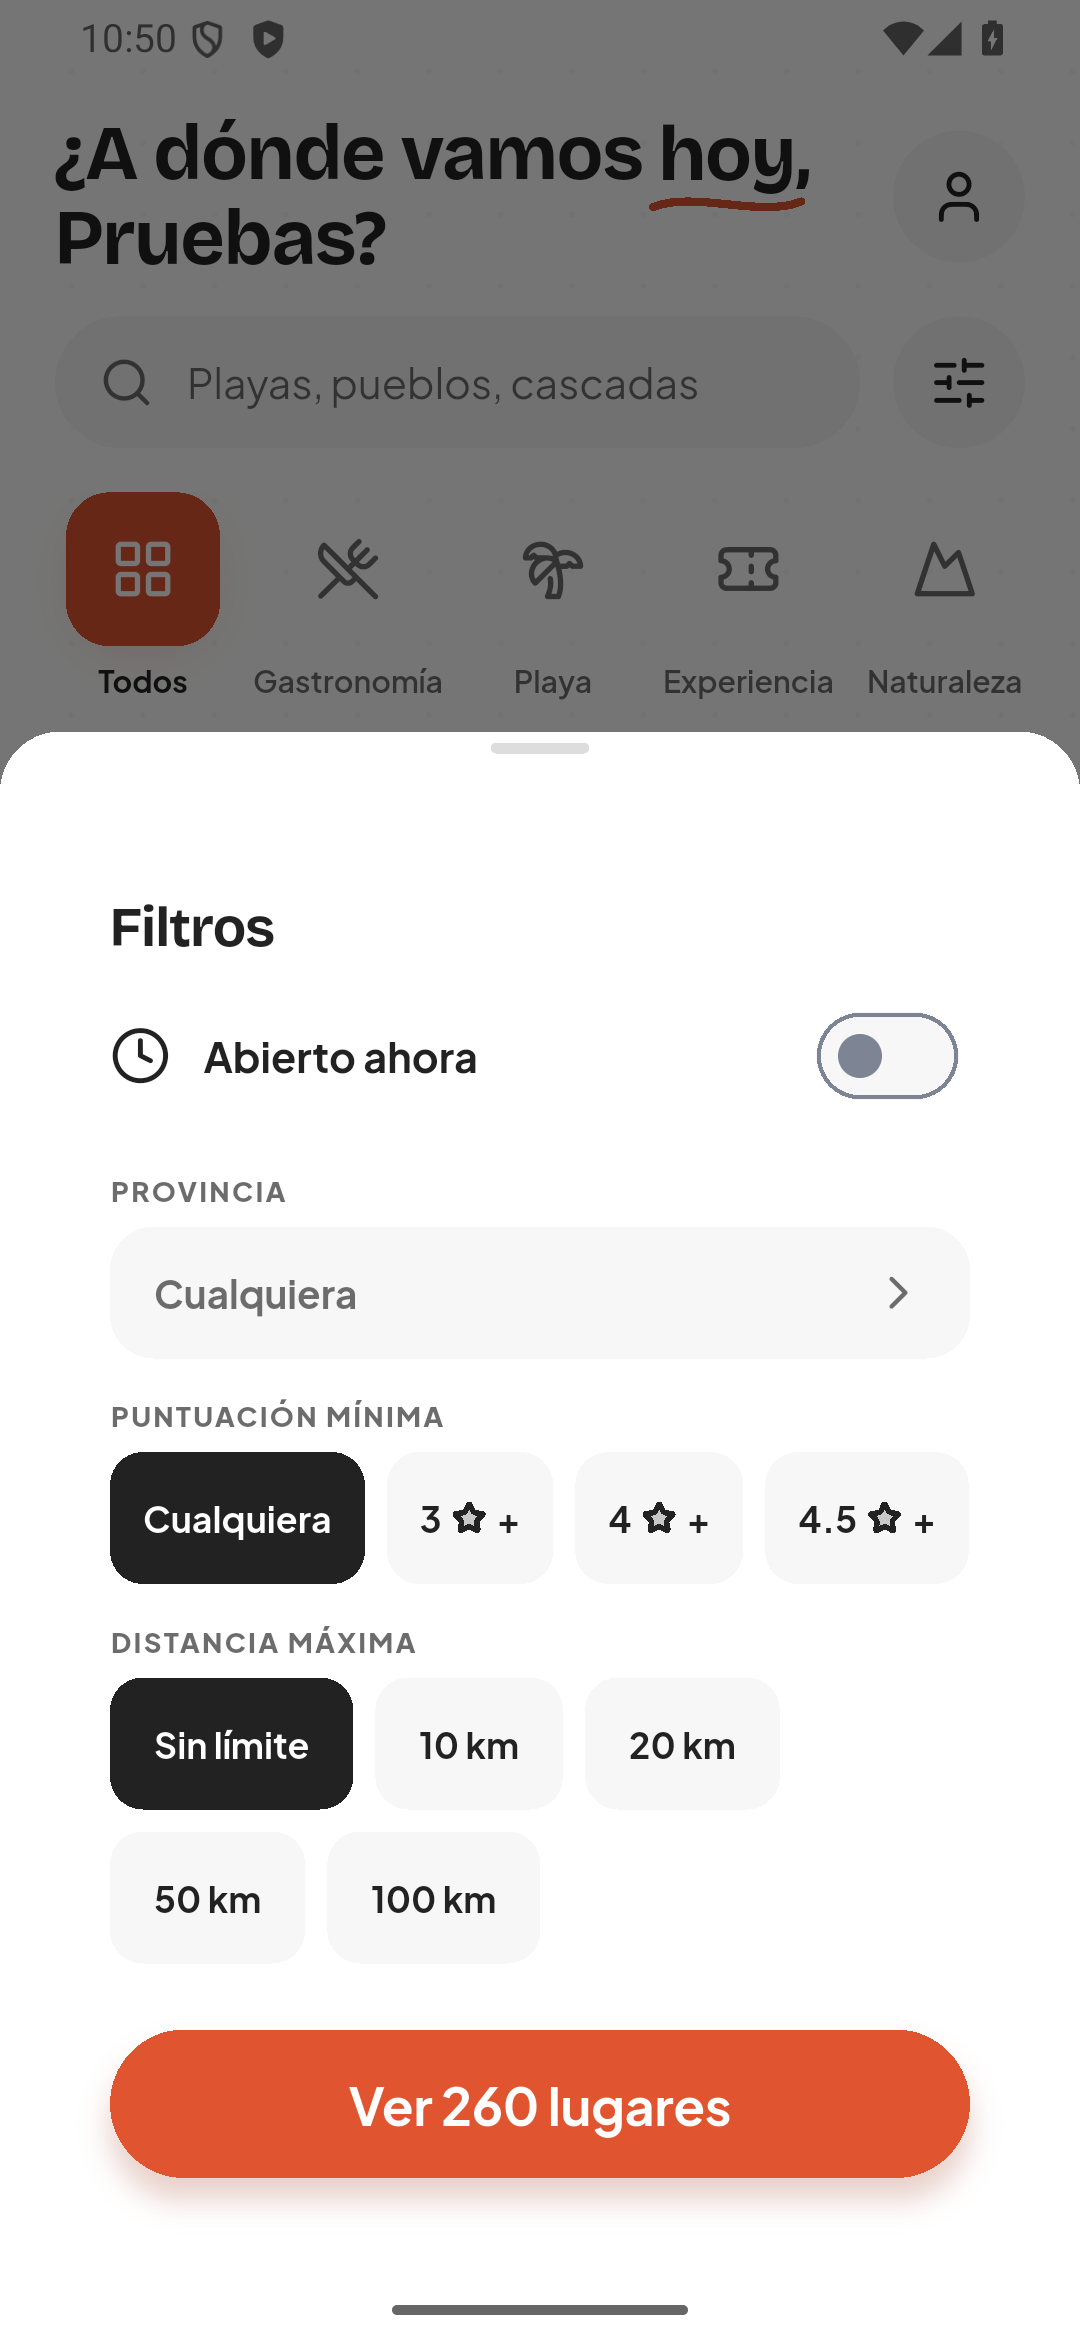 10:50
¿A dónde vamos hoy,
Pruebas?
Playas, pueblos, cascadas
Todos Gastronomía Playa Experiencia Naturaleza
Filtros
Abierto ahora
PROVINCIA
Cualquiera
PUNTUACIÓN MÍNIMA
Cualquiera 3 + 4 + 4.5 +
DISTANCIA MÁXIMA
Sin límite 10 km 20 km
50 km 100 km
Ver 260 lugares